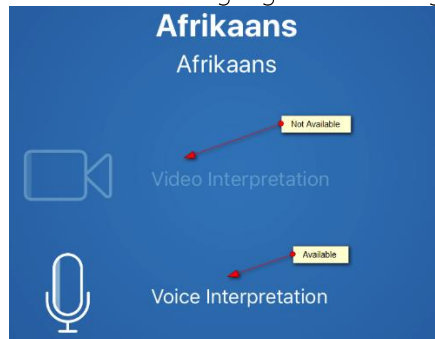 Afrikaans
Afrikaans
Not Available
Video Interpretation
Available
Voice Interpretation